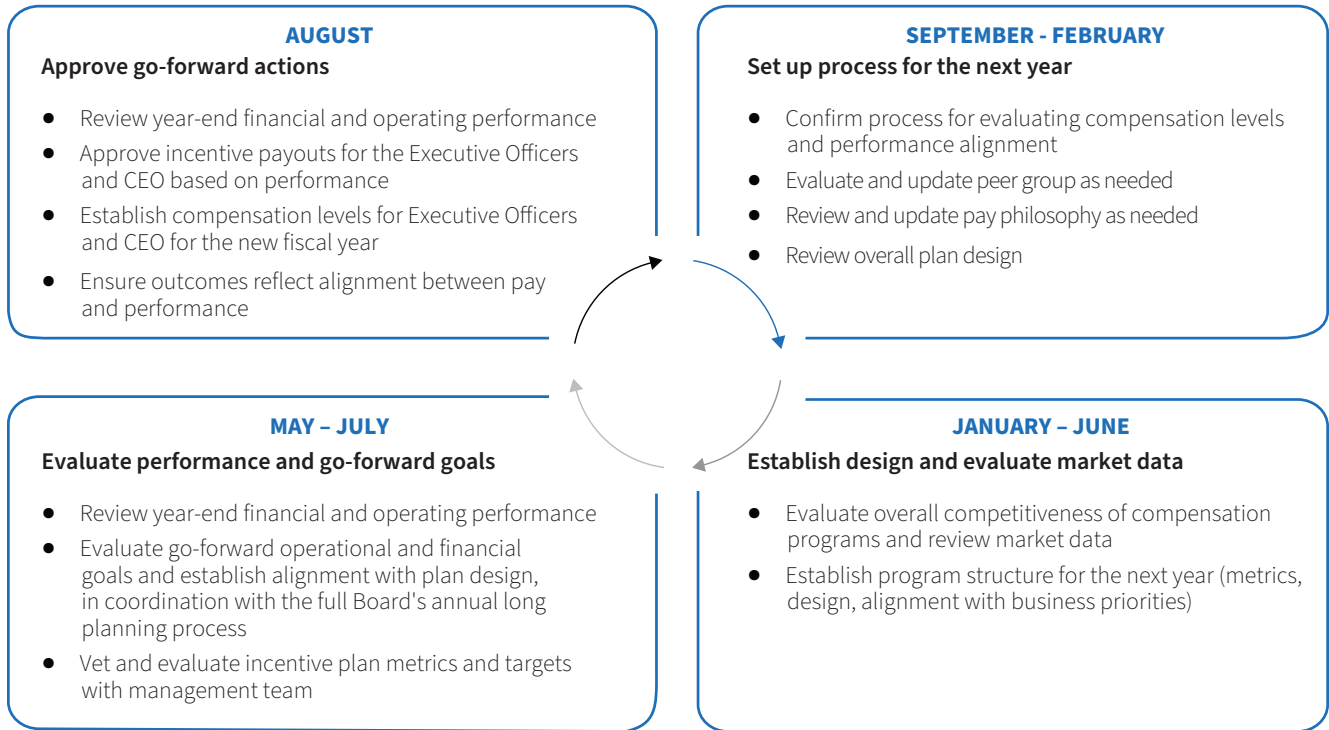 AUGUST
Approve go-forward actions
● Review year-end financial and operating performance
● Approve incentive payouts for the Executive Officers
and CEO based on performance
● Establish compensation levels for Executive Officers
and CEO for the new fiscal year
● Ensure outcomes reflect alignment between pay
and performance
SEPTEMBER - FEBRUARY
Set up process for the next year
● Confirm process for evaluating compensation levels
and performance alignment
● Evaluate and update peer group as needed
● Review and update pay philosophy as needed
● Review overall plan design
MAY – JULY
Evaluate performance and go-forward goals
● Review year-end financial and operating performance
● Evaluate go-forward operational and financial
goals and establish alignment with plan design,
in coordination with the full Board's annual long
planning process
● Vet and evaluate incentive plan metrics and targets
with management team
JANUARY – JUNE
Establish design and evaluate market data
● Evaluate overall competitiveness of compensation
programs and review market data
● Establish program structure for the next year (metrics,
design, alignment with business priorities)